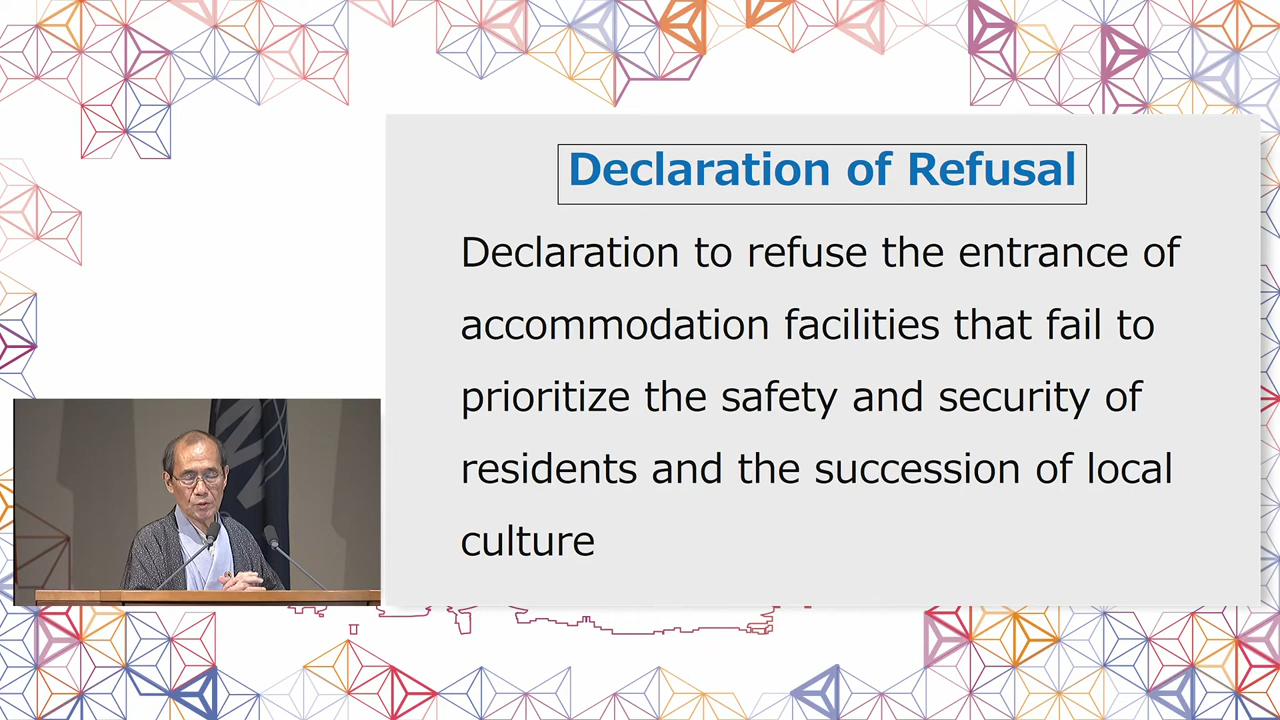 Declaration of Refusal
Declaration to refuse the entrance of
accommodation facilities that fail to
prioritize the safety and security of
residents and the succession of local
culture